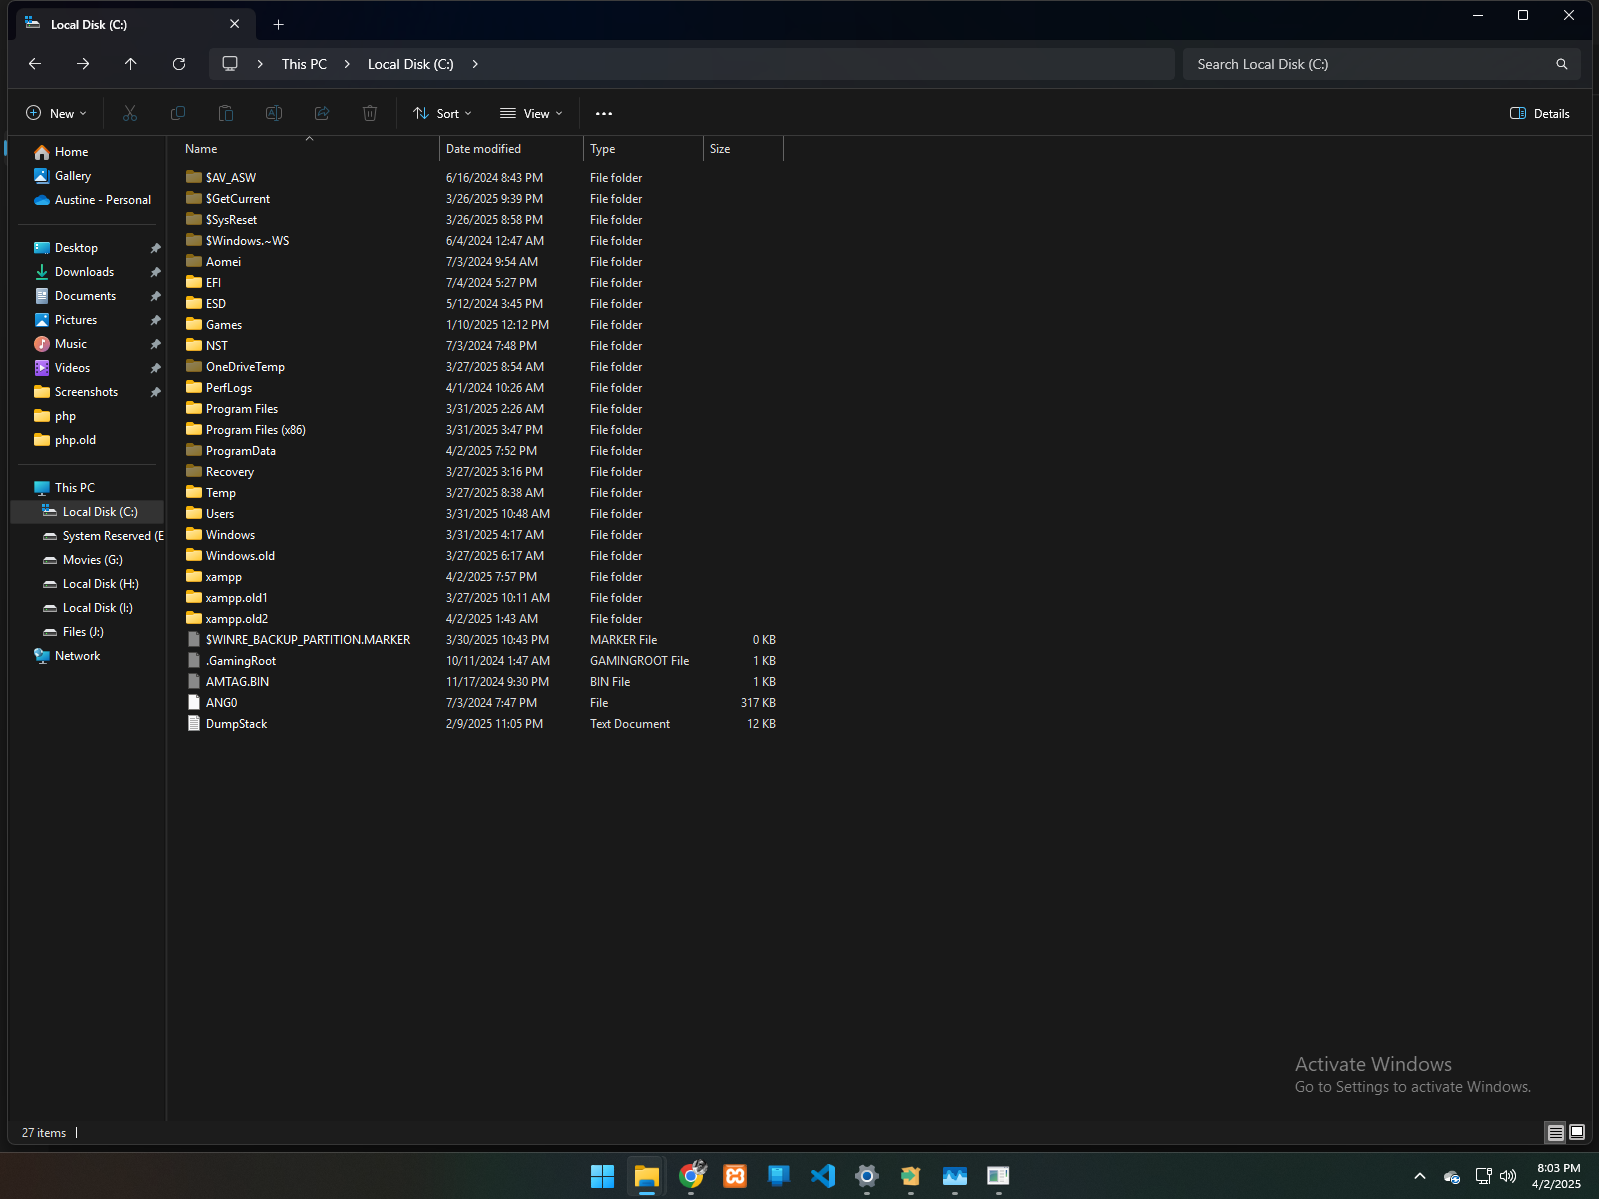 Local Disk (C:)
This PC > Local Disk (C:) >
Search Local Disk (C:)
New
Sort
View
Details
Home
Gallery
Austine - Personal
Desktop
Downloads
Documents
Pictures
Music
Videos
Screenshots
php
php.old
This PC
Local Disk (C:)
System Reserved (E
Movies (G:)
Local Disk (H:)
Local Disk (I:)
Files (J:)
Network
Name Date modified Type Size
$AV_ASW 6/16/2024 8:43 PM File folder
$GetCurrent 3/26/2025 9:39 PM File folder
$SysReset 3/26/2025 8:58 PM File folder
$Windows.~WS 6/4/2024 12:47 AM File folder
Aomei 7/3/2024 9:54 AM File folder
EFI 7/4/2024 5:27 PM File folder
ESD 5/12/2024 3:45 PM File folder
Games 1/10/2025 12:12 PM File folder
NST 7/3/2024 7:48 PM File folder
OneDriveTemp 3/27/2025 8:54 AM File folder
PerfLogs 4/1/2024 10:26 AM File folder
Program Files 3/31/2025 2:26 AM File folder
Program Files (x86) 3/31/2025 3:47 PM File folder
ProgramData 4/2/2025 7:52 PM File folder
Recovery 3/27/2025 3:16 PM File folder
Temp 3/27/2025 8:38 AM File folder
Users 3/31/2025 10:48 AM File folder
Windows 3/31/2025 4:17 AM File folder
Windows.old 3/27/2025 6:17 AM File folder
xampp 4/2/2025 7:57 PM File folder
xampp.old1 3/27/2025 10:11 AM File folder
xampp.old2 4/2/2025 1:43 AM File folder
$WINRE_BACKUP_PARTITION.MARKER 3/30/2025 10:43 PM MARKER File 0 KB
.GamingRoot 10/11/2024 1:47 AM GAMINGROOT File 1 KB
AMTAG.BIN 11/17/2024 9:30 PM BIN File 1 KB
ANG0 7/3/2024 7:47 PM File 317 KB
DumpStack 2/9/2025 11:05 PM Text Document 12 KB
Activate Windows
Go to Settings to activate Windows.
27 items
8:03 PM
4/2/2025